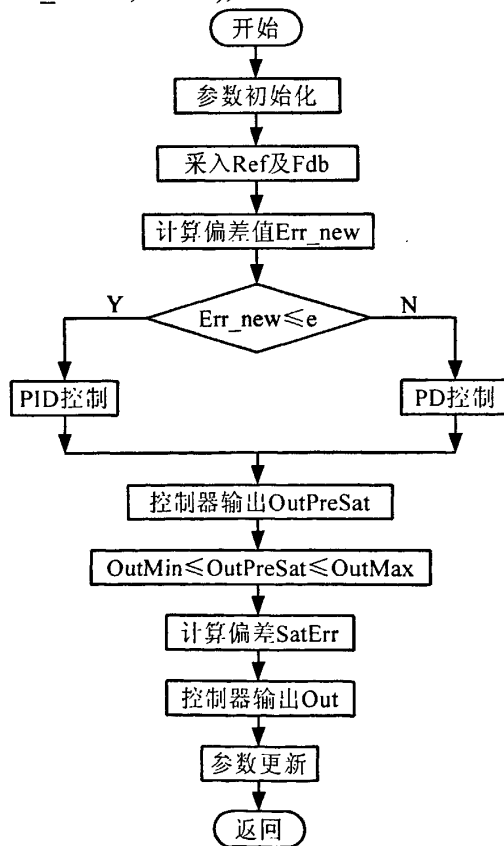 开始
参数初始化
采入Ref及Fdb
计算偏差值Err_new
Y
Err_new≤e
N
PID控制
PD控制
控制器输出OutPreSat
OutMin≤OutPreSat≤OutMax
计算偏差SatErr
控制器输出Out
参数更新
返回